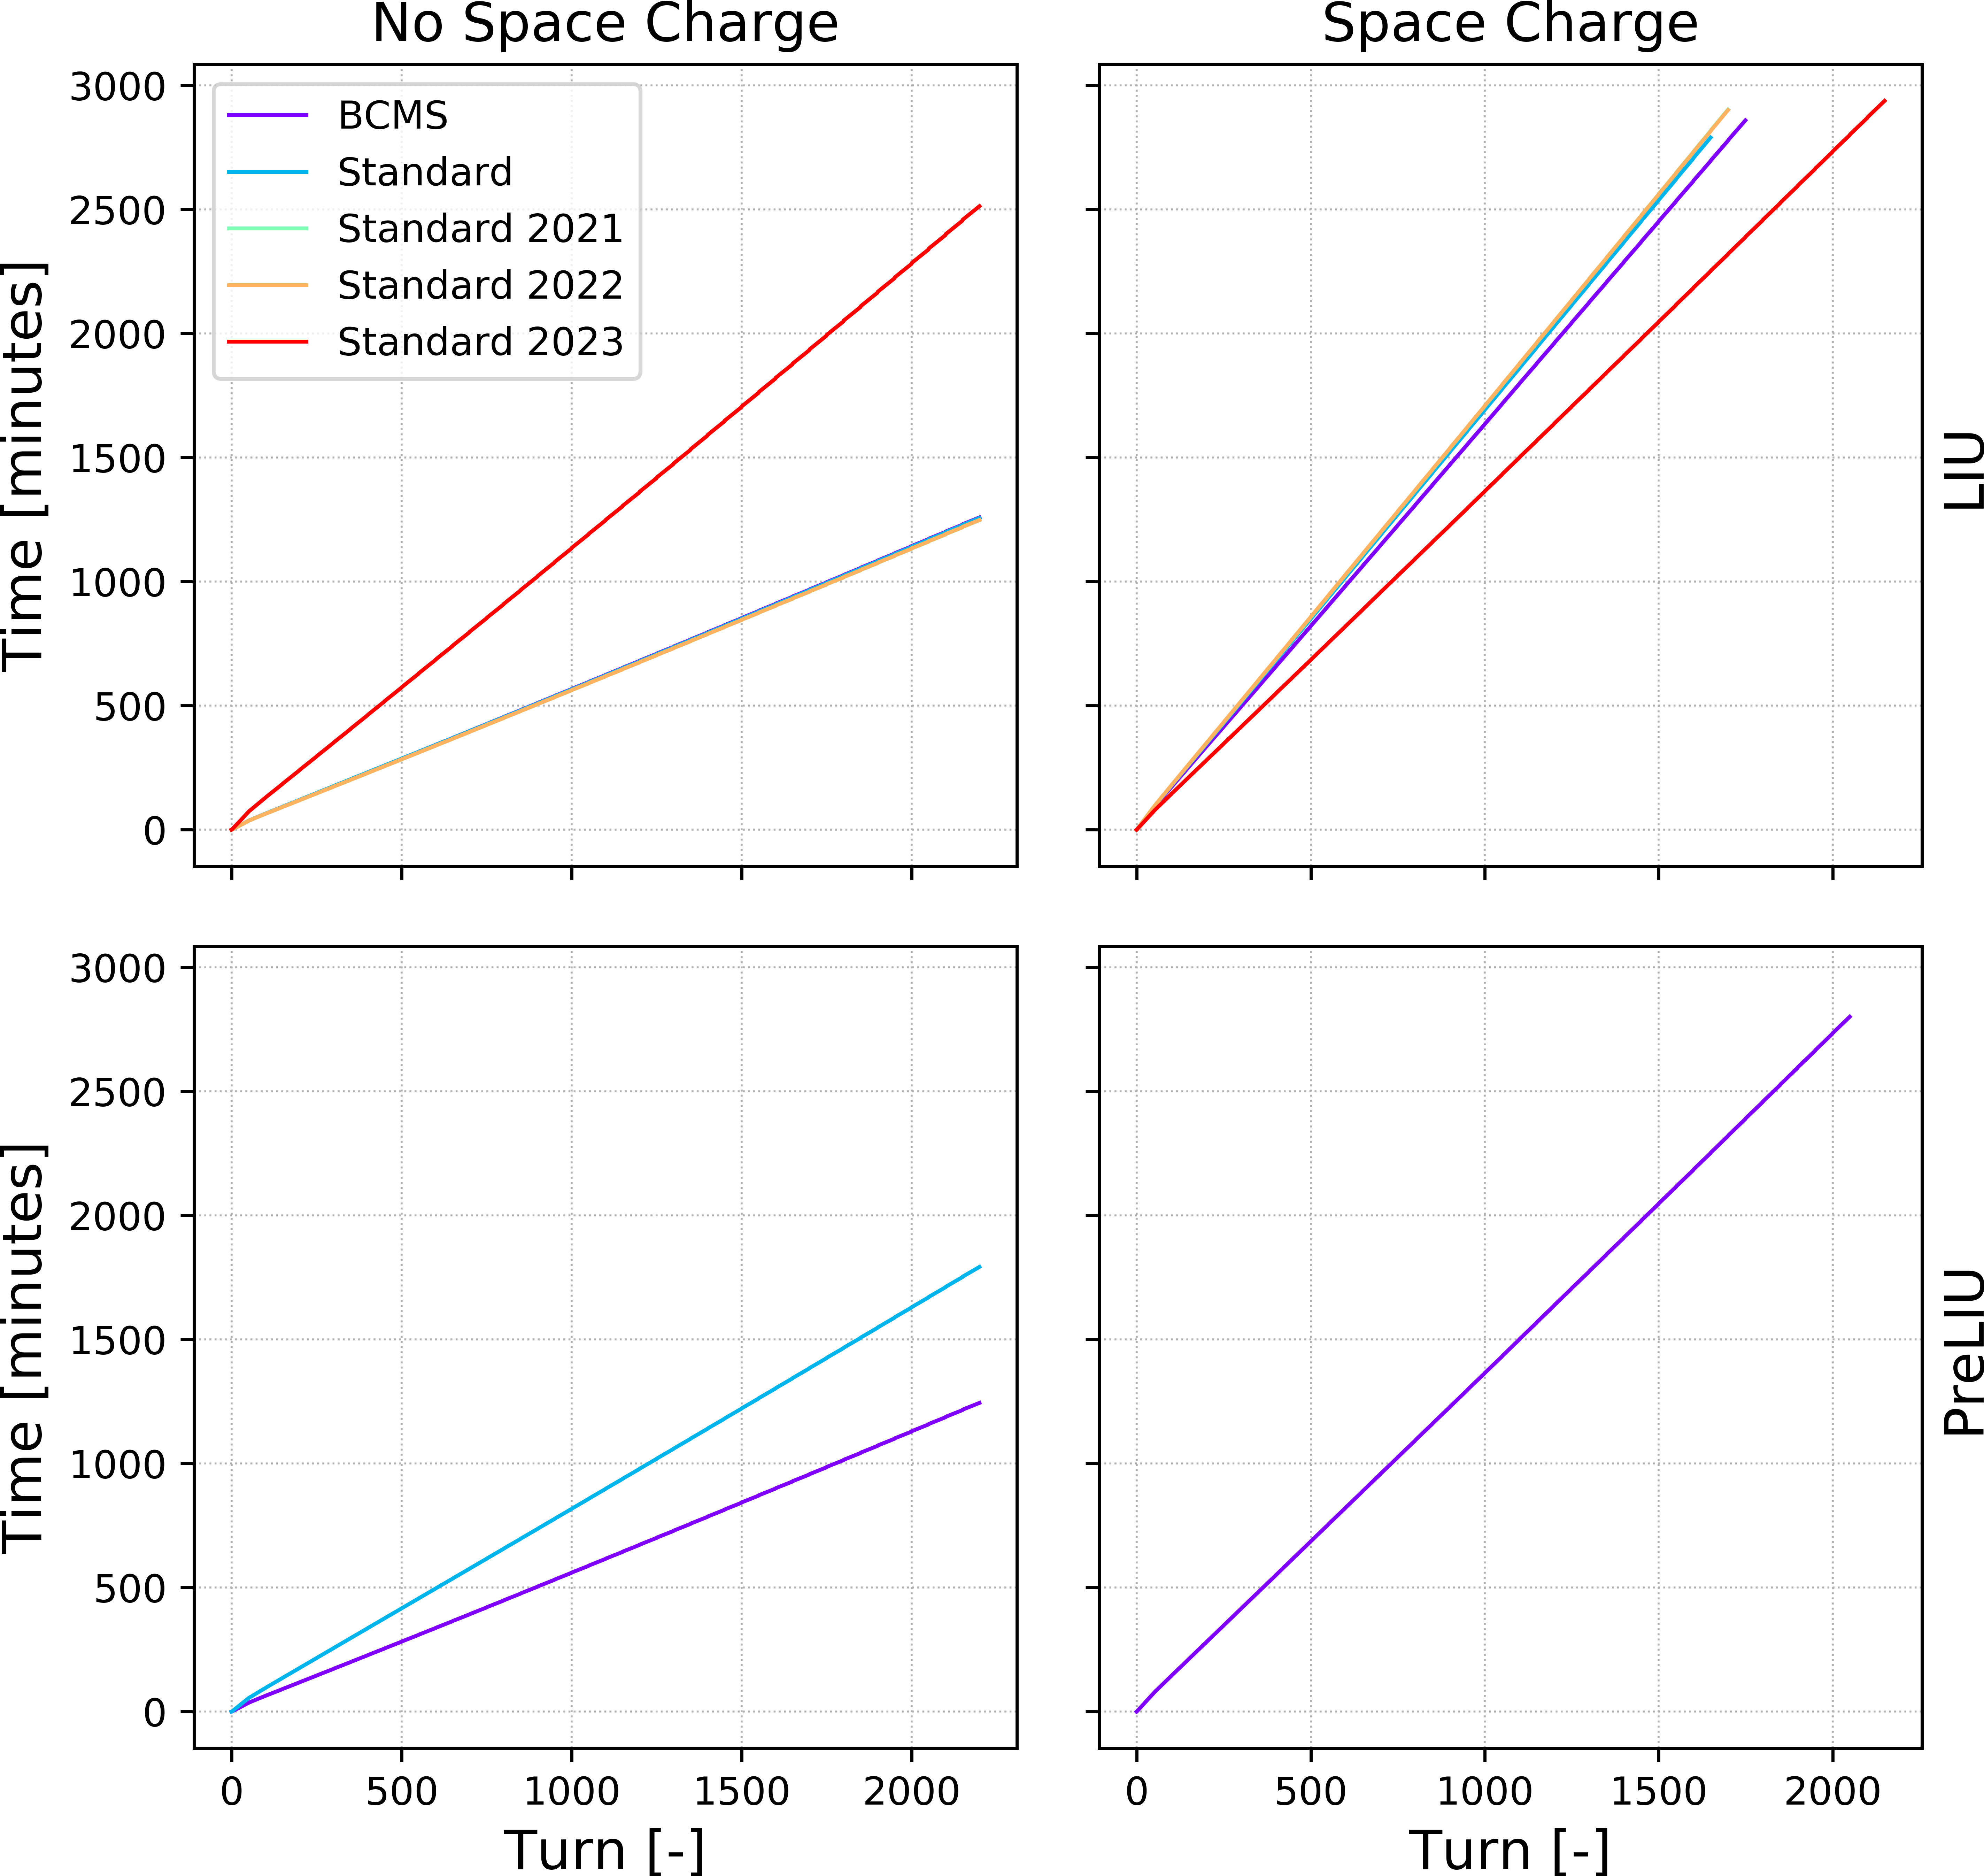 No Space Charge
Space Charge
3000
2500
2000
1500
1000
500
0
Time [minutes]
BCMS
Standard
Standard 2021
Standard 2022
Standard 2023
LIU
3000
2500
2000
1500
1000
500
0
Time [minutes]
PreLIU
0 500 1000 1500 2000
0 500 1000 1500 2000
Turn [-]
Turn [-]